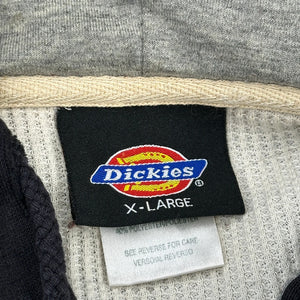 Dickies®
X-LARGE
SEE REVERSE FOR CARE
VERSO/AL REVERSO